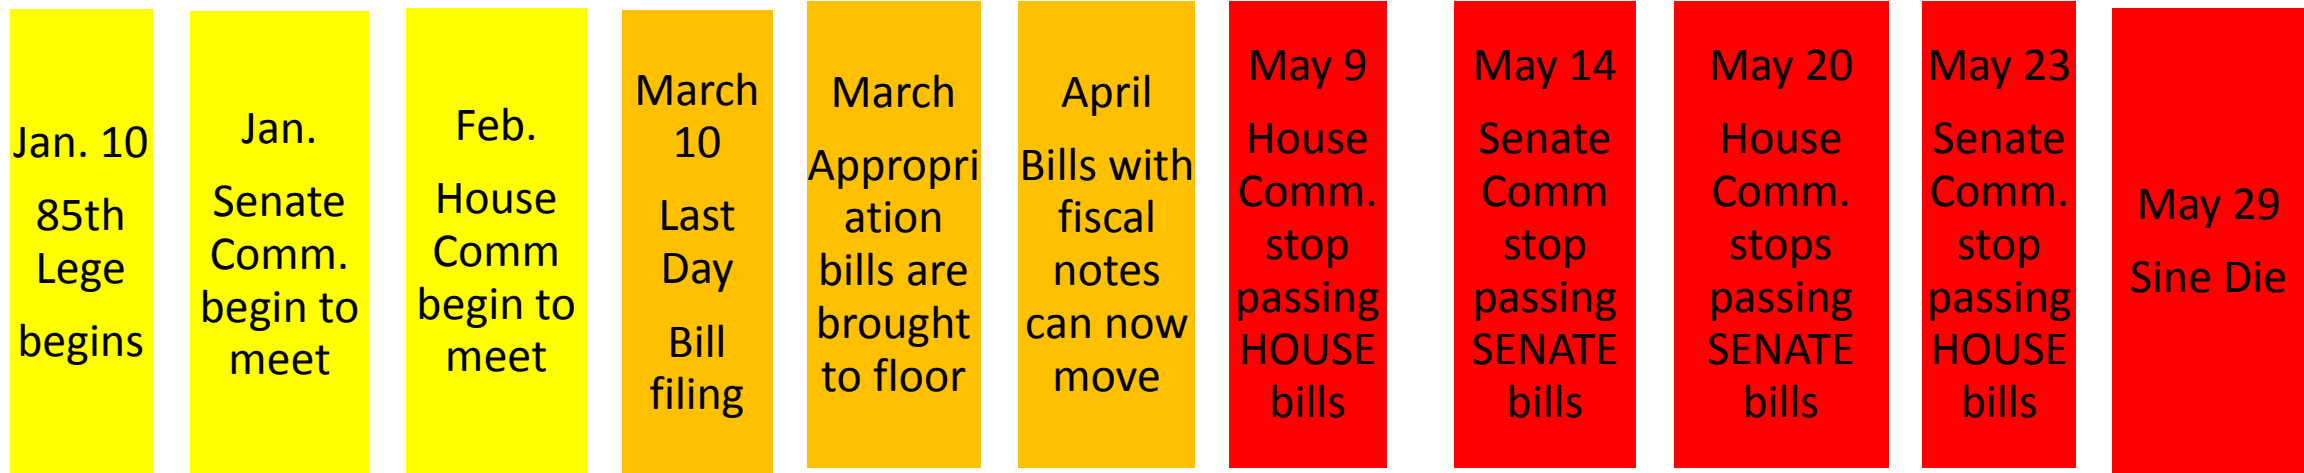 Jan. 10
85th
Lege
begins
Jan.
Senate
Comm.
begin to
meet
Feb.
House
Comm
begin to
meet
March
10
Last
Day
Bill
filing
March
Appropri
ation
bills are
brought
to floor
April
Bills with
fiscal
notes
can now
move
May 9
House
Comm.
stop
passing
HOUSE
bills
May 14
Senate
Comm
stop
passing
SENATE
bills
May 20
House
Comm.
stops
passing
SENATE
bills
May 23
Senate
Comm.
stop
passing
HOUSE
bills
May 29
Sine Die